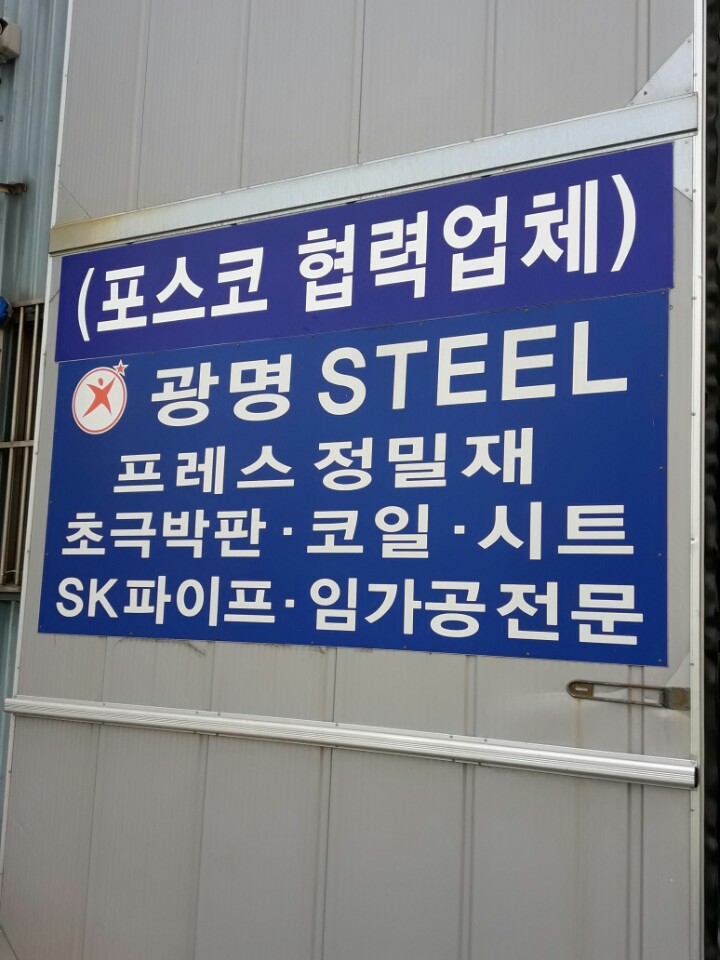 (포스코 협력업체)
광명 STEEL
프레스 정밀재
초극박판·코일·시트
SK파이프·임가공전문